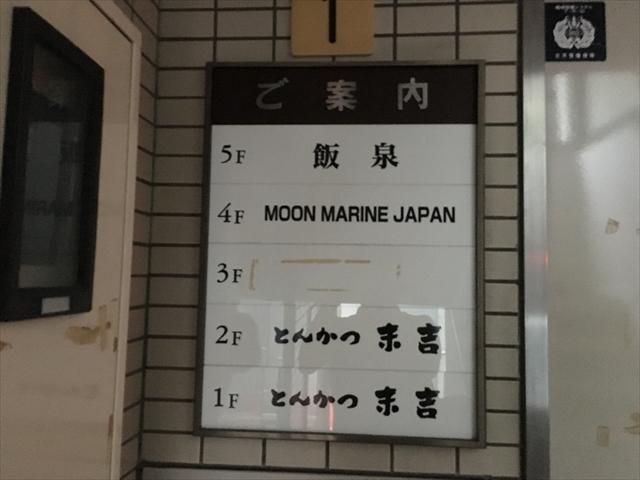 1
ご案内
5F 飯泉
4F MOON MARINE JAPAN
3F
2F とんかつ 末吉
1F とんかつ 末吉